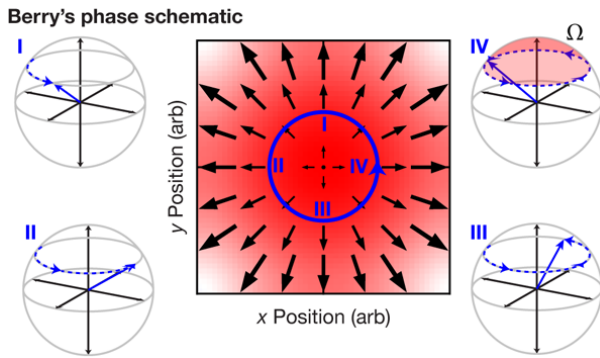 Berry's phase schematic
I
IV
Ω
I
II
IV
III
II
III
y Position (arb)
x Position (arb)